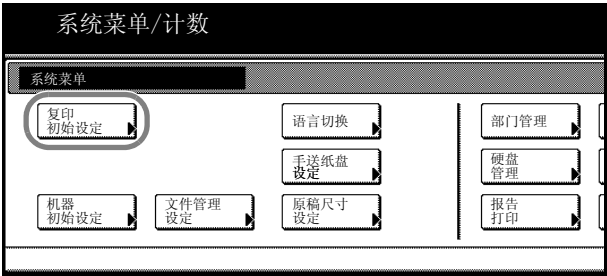 系统菜单/计数
系统菜单
复印
初始设定
语言切换
部门管理
手送纸盘
设定
硬盘
管理
机器
初始设定
文件管理
设定
原稿尺寸
设定
报告
打印